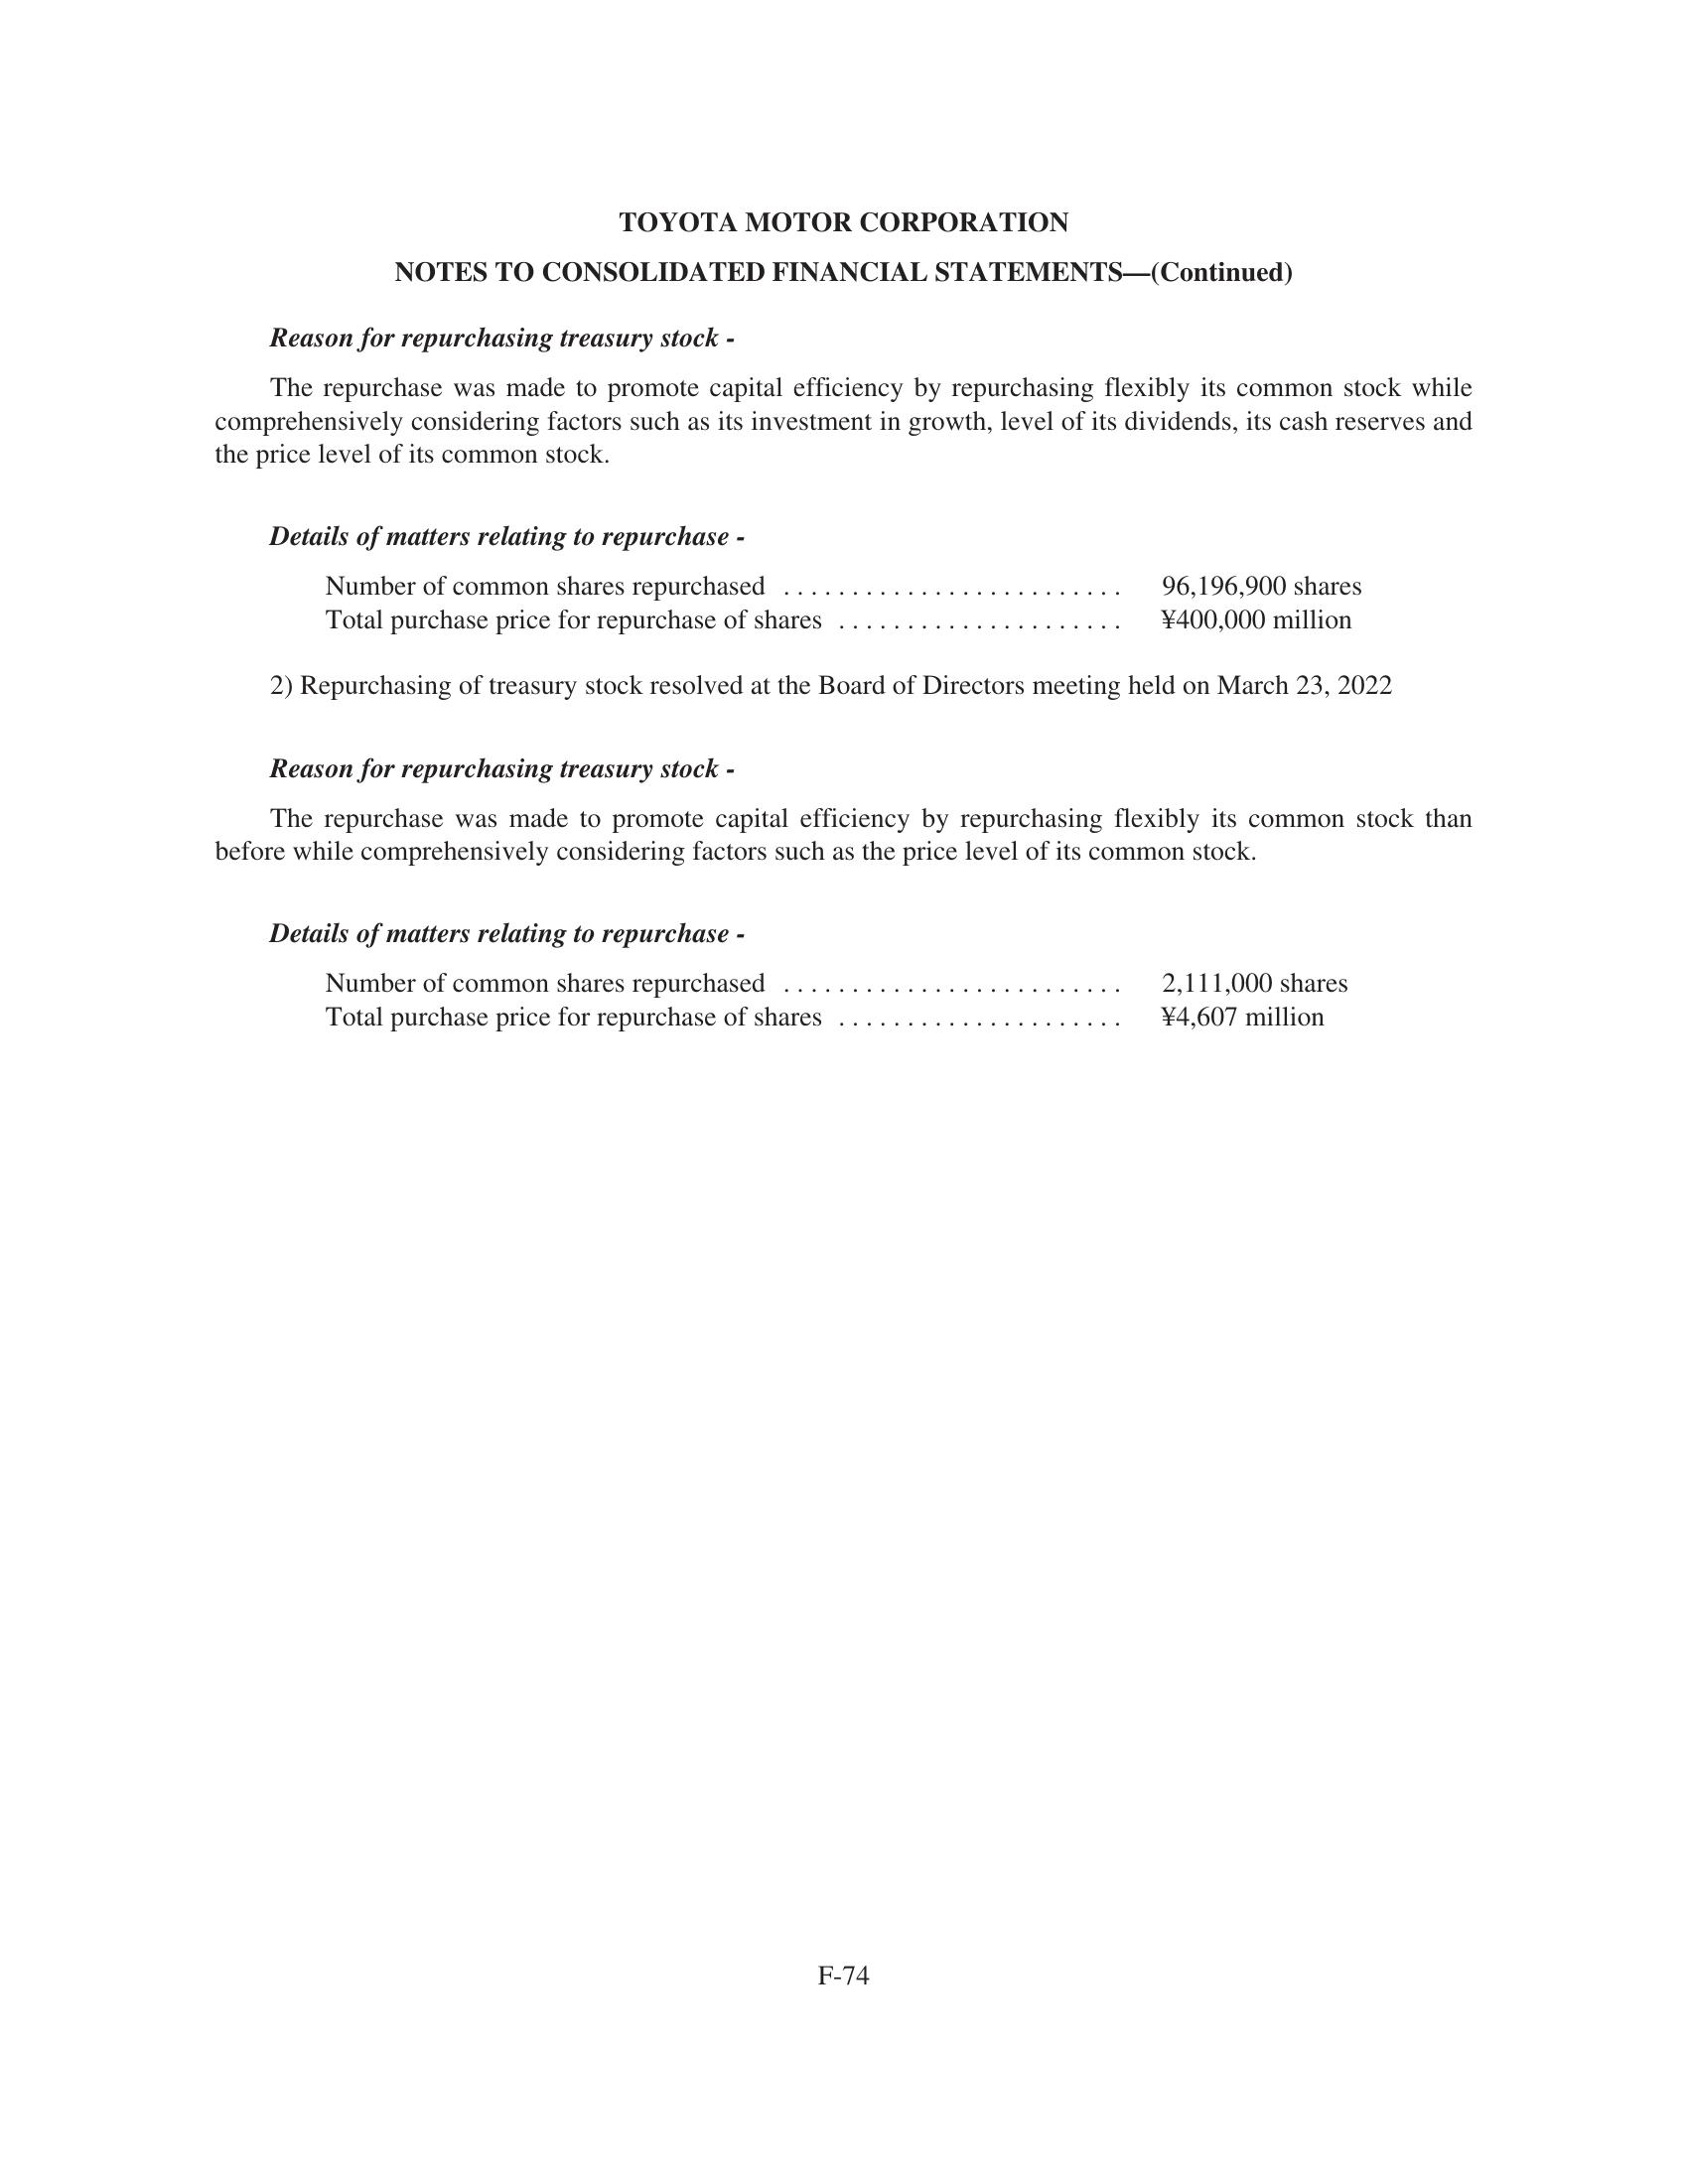 TOYOTA MOTOR CORPORATION
NOTES TO CONSOLIDATED FINANCIAL STATEMENTS—(Continued)
Reason for repurchasing treasury stock -
The repurchase was made to promote capital efficiency by repurchasing flexibly its common stock while
comprehensively considering factors such as its investment in growth, level of its dividends, its cash reserves and
the price level of its common stock.
Details of matters relating to repurchase -
Number of common shares repurchased ......................... 96,196,900 shares
Total purchase price for repurchase of shares ..................... ¥400,000 million
2) Repurchasing of treasury stock resolved at the Board of Directors meeting held on March 23, 2022
Reason for repurchasing treasury stock -
The repurchase was made to promote capital efficiency by repurchasing flexibly its common stock than
before while comprehensively considering factors such as the price level of its common stock.
Details of matters relating to repurchase -
Number of common shares repurchased ......................... 2,111,000 shares
Total purchase price for repurchase of shares ..................... ¥4,607 million
F-74